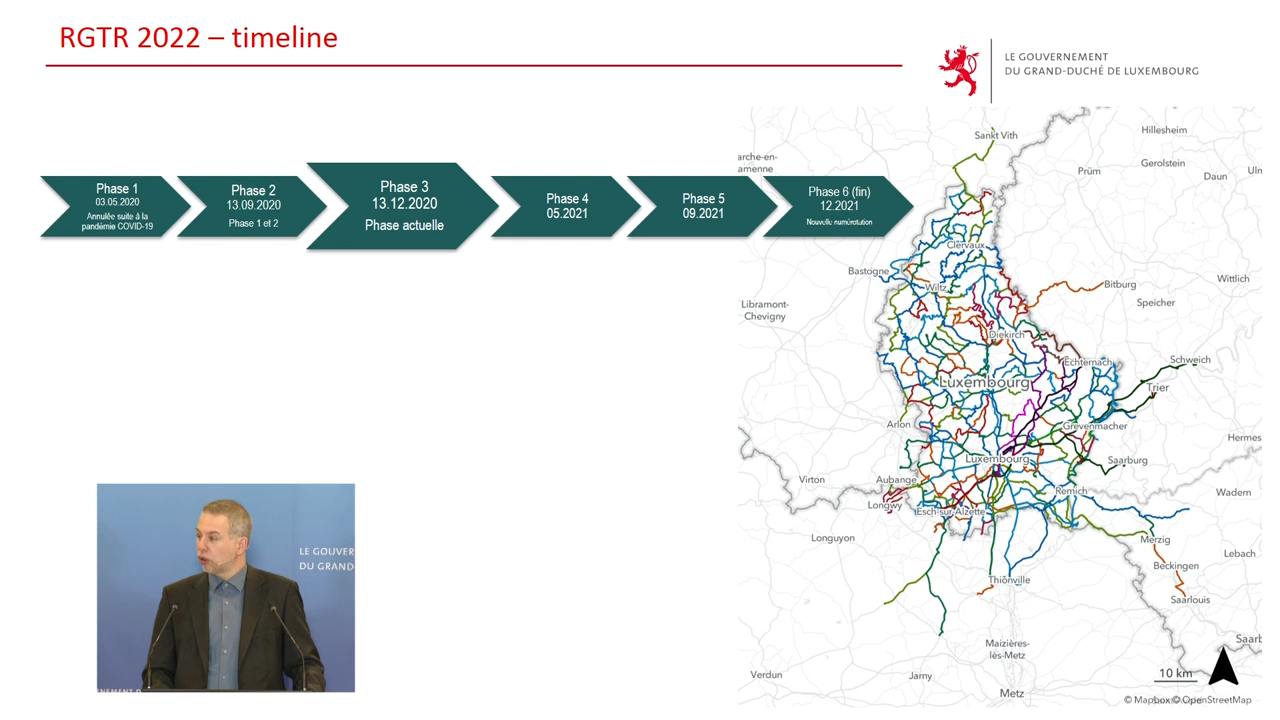 RGTR 2022 – timeline
LE GOUVERNEMENT
DU GRAND-DUCHÉ DE LUXEMBOURG
Phase 1
03.05.2020
Annulée suite à la
pandémie COVID-19
Phase 2
13.09.2020
Phase 1 et 2
Phase 3
13.12.2020
Phase actuelle
Phase 4
05.2021
Phase 5
09.2021
Phase 6 (fin)
12.2021
Nouvelle numérotation
Sankt Vith
Hillesheim
arche-en-
amenne
Prüm
Gerolstein
Daun
Uln
Clervaux
Bastogne
Wiltz
Bitburg
Wittlich
Speicher
Libramont-
Chevigny
Diekirch
Echternach
Schweich
Luxembourg
Trier
Arlon
Grevenmacher
Hermes
Luxembourg
Saarburg
Virton
Aubange
Remich
Wadern
Longwy
Esch-sur-Alzette
Longuyon
Merzig
Lebach
Beckingen
Thionville
Saarlouis
Maizières-
lès-Metz
Saarb
Verdun
Jarny
10 km
Metz
© Mapbox © OpenStreetMap
LE GOUVER
DU GRAND
NEMENT D